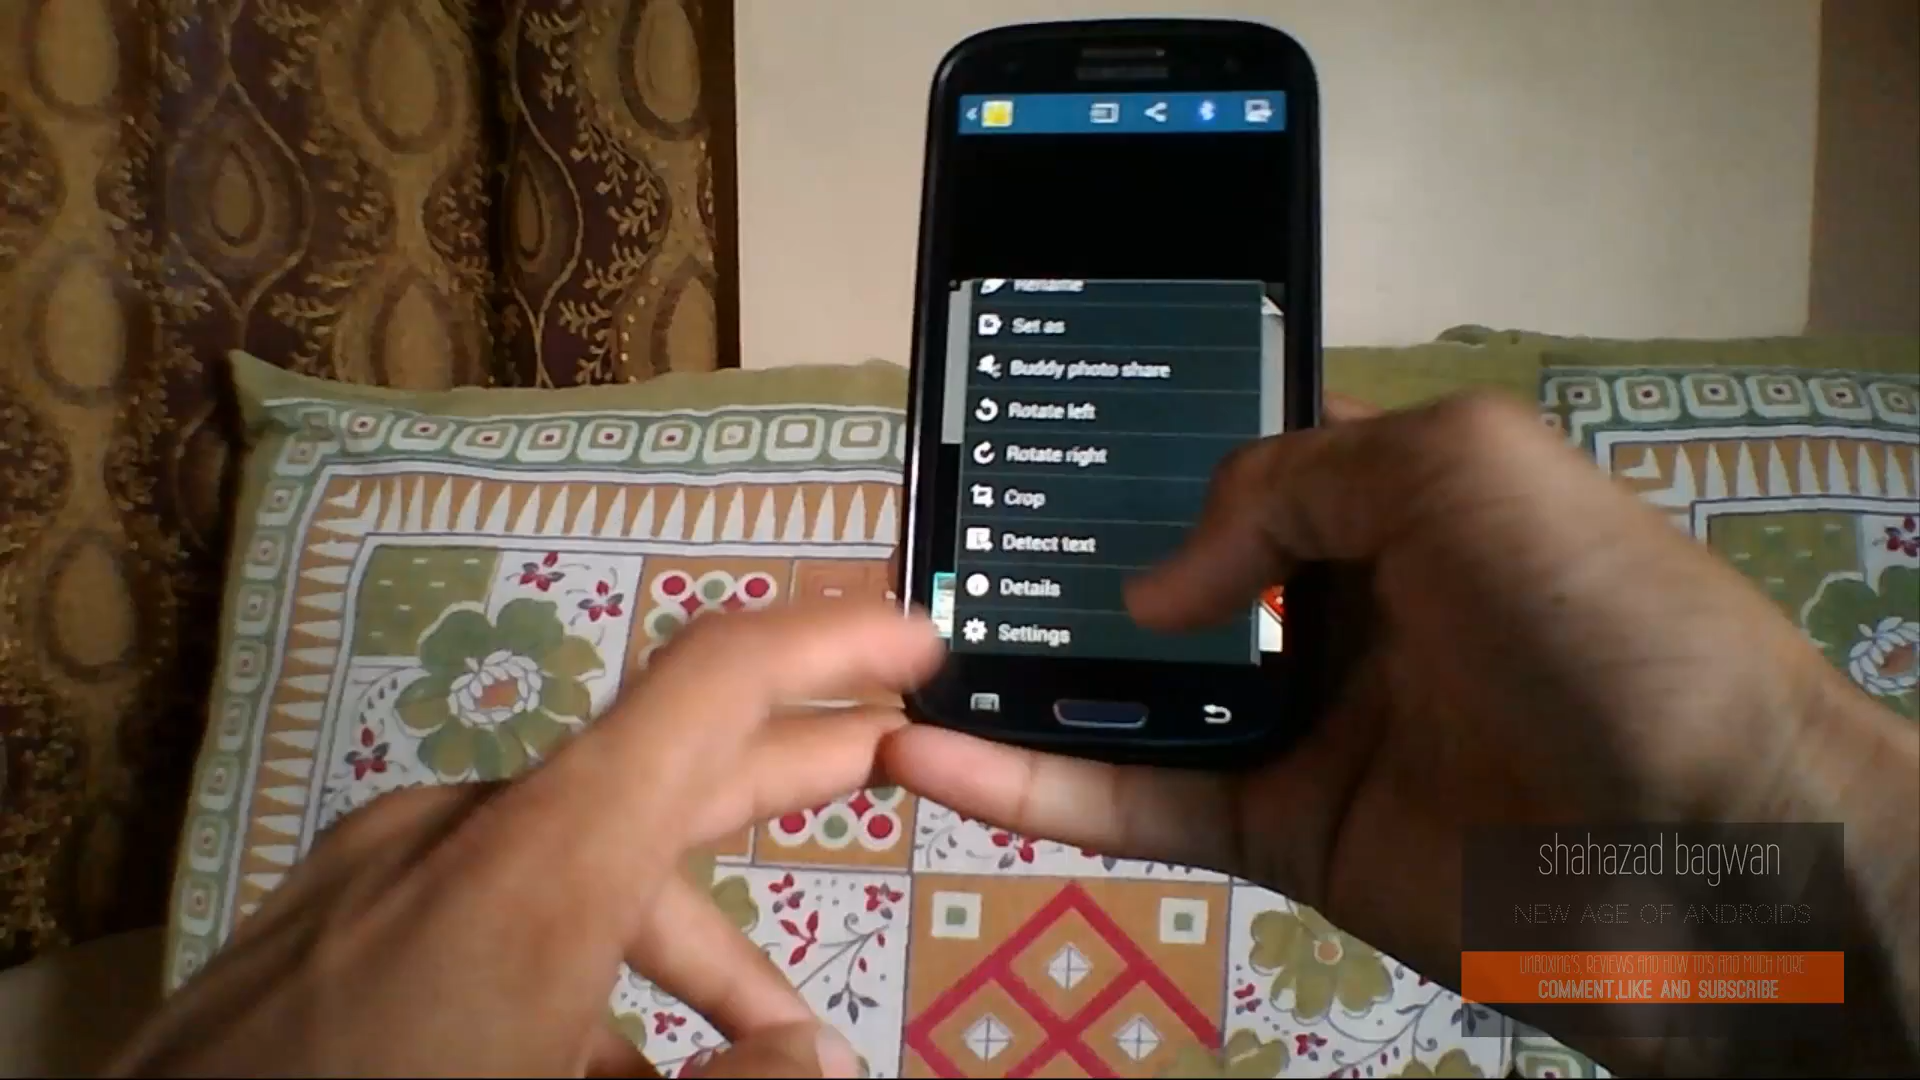 SAMSUNG
Rename
Set as
Buddy photo share
Rotate left
Rotate right
Crop
Detect text
Details
Settings
shahazad bagwan
NEW AGE OF ANDROIDS
UNBOXING'S, REVIEWS AND HOW TO'S AND MUCH MORE
COMMENT,LIKE AND SUBSCRIBE